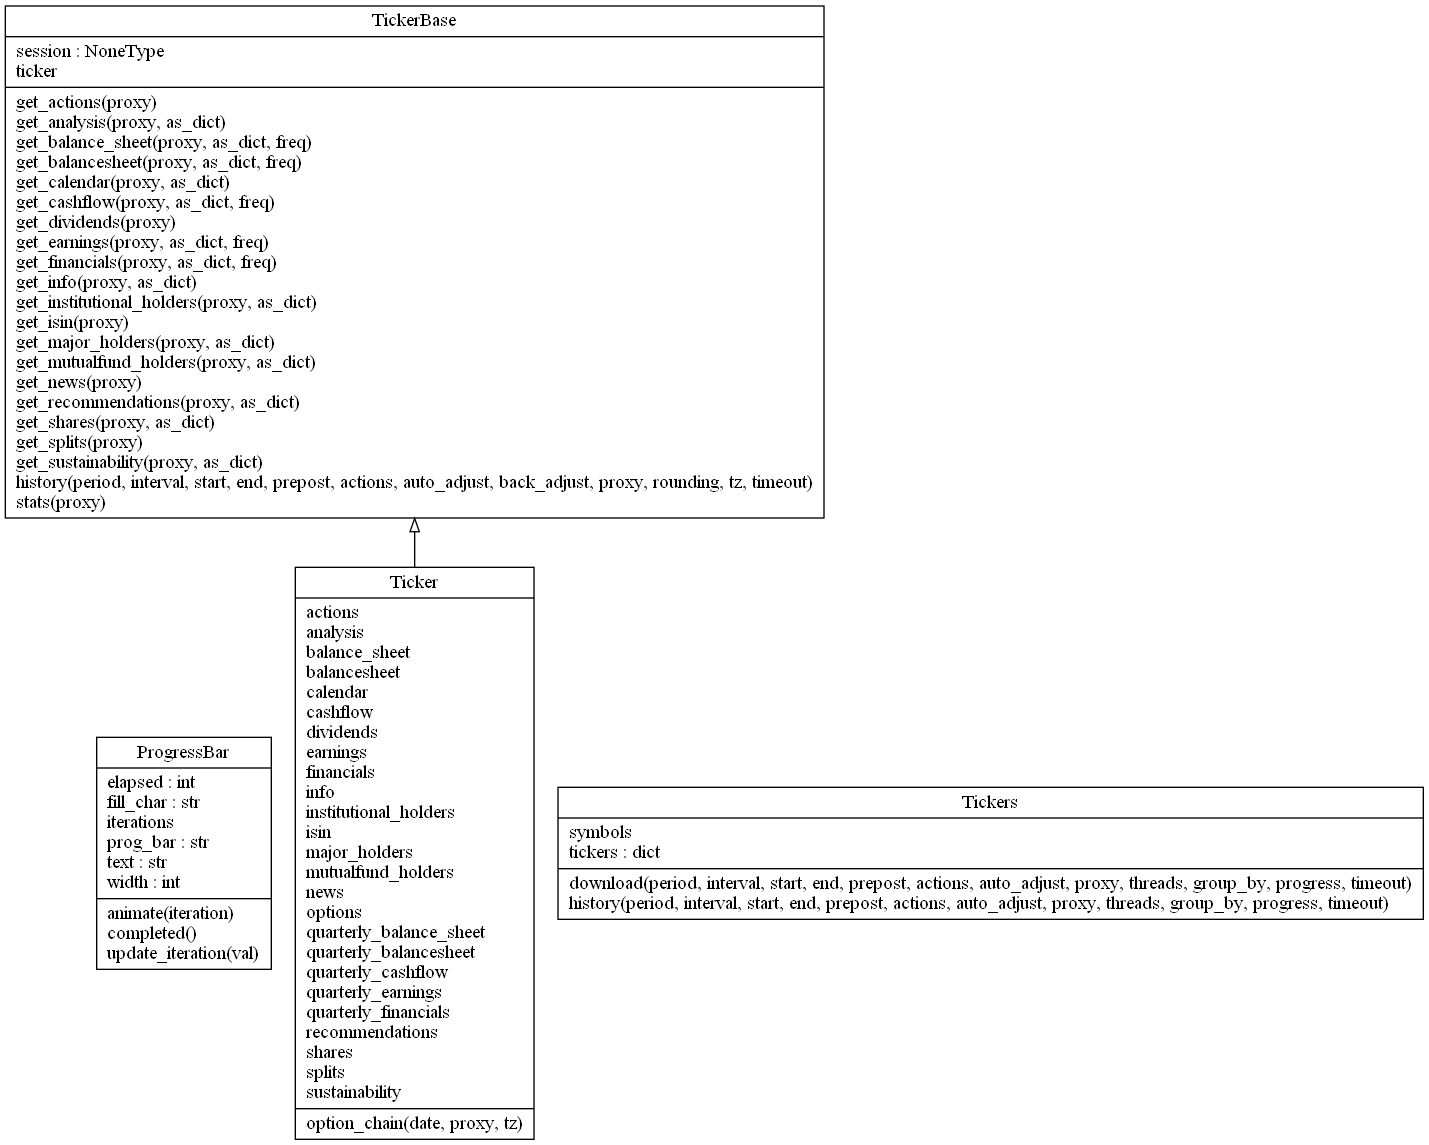 TickerBase
session : NoneType
ticker
get_actions(proxy)
get_analysis(proxy, as_dict)
get_balance_sheet(proxy, as_dict, freq)
get_balancesheet(proxy, as_dict, freq)
get_calendar(proxy, as_dict)
get_cashflow(proxy, as_dict, freq)
get_dividends(proxy)
get_earnings(proxy, as_dict, freq)
get_financials(proxy, as_dict, freq)
get_info(proxy, as_dict)
get_institutional_holders(proxy, as_dict)
get_isin(proxy)
get_major_holders(proxy, as_dict)
get_mutualfund_holders(proxy, as_dict)
get_news(proxy)
get_recommendations(proxy, as_dict)
get_shares(proxy, as_dict)
get_splits(proxy)
get_sustainability(proxy, as_dict)
history(period, interval, start, end, prepost, actions, auto_adjust, back_adjust, proxy, rounding, tz, timeout)
stats(proxy)
Ticker
actions
analysis
balance_sheet
balancesheet
calendar
cashflow
dividends
earnings
financials
info
institutional_holders
isin
major_holders
mutualfund_holders
news
options
quarterly_balance_sheet
quarterly_balancesheet
quarterly_cashflow
quarterly_earnings
quarterly_financials
recommendations
shares
splits
sustainability
option_chain(date, proxy, tz)
ProgressBar
elapsed : int
fill_char : str
iterations
prog_bar : str
text : str
width : int
animate(iteration)
completed()
update_iteration(val)
Tickers
symbols
tickers : dict
download(period, interval, start, end, prepost, actions, auto_adjust, proxy, threads, group_by, progress, timeout)
history(period, interval, start, end, prepost, actions, auto_adjust, proxy, threads, group_by, progress, timeout)